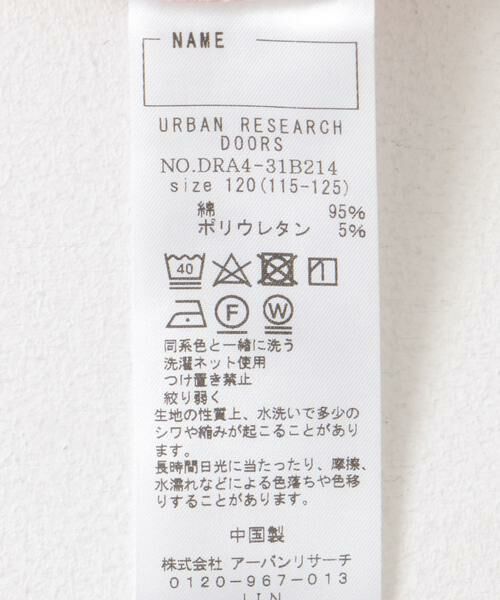 NAME
URBAN RESEARCH
DOORS
NO.DRA4-31B214
size 120(115-125)
綿 95%
ポリウレタン 5%
40
F W
同系色と一緒に洗う
洗濯ネット使用
つけ置き禁止
絞り弱く
生地の性質上、水洗いで多少の
シワや縮みが起こることがあり
ます。
長時間日光に当たったり、摩擦、
水濡れなどによる色落ちや色移
りすることがあります。
中国製
株式会社 アーバンリサーチ
0120-967-013
LIN